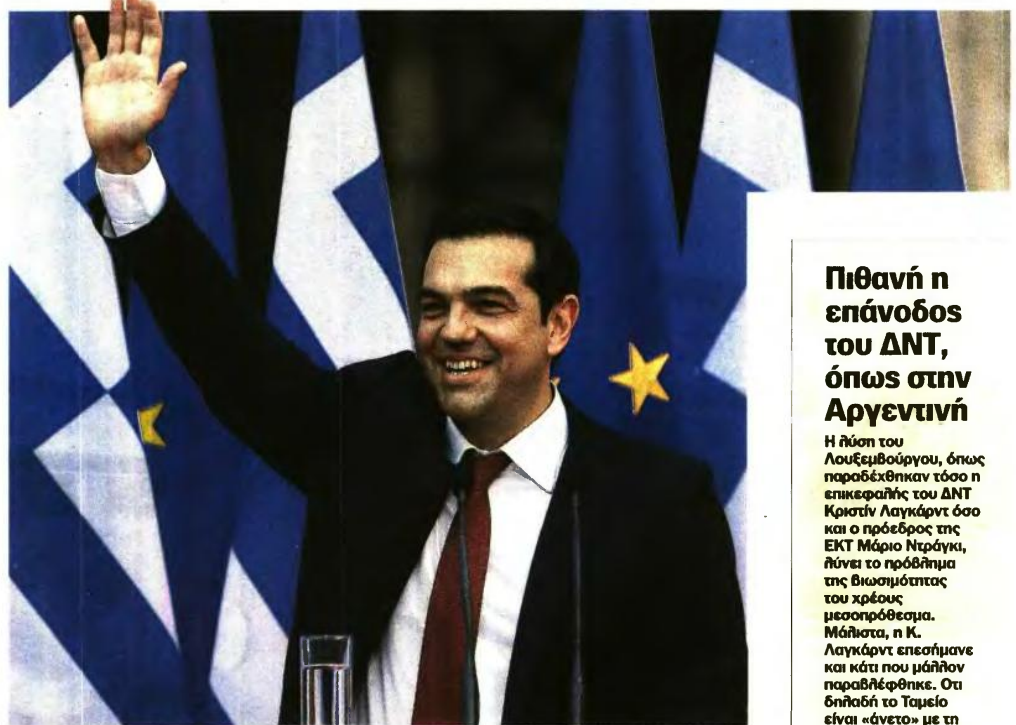 Πιθανή η
επάνοδος
του ΔΝΤ,
όπως στην
Αργεντινή
Η λύση του
Λουξεμβούργου, όπως
παραδέχθηκαν τόσο η
επικεφαλής του ΔΝΤ
Κριστίν Λαγκάρντ όσο
και ο πρόεδρος της
ΕΚΤ Μάριο Ντράγκι,
λύνει το πρόβλημα
της βιωσιμότητας
του χρέους
μεσοπρόθεσμα.
Μάλιστα, η Κ.
Λαγκάρντ επεσήμανε
και κάτι που μάλλον
παραβλέφθηκε. Οτι
δηλαδή το Ταμείο
είναι «άνετο» με τη